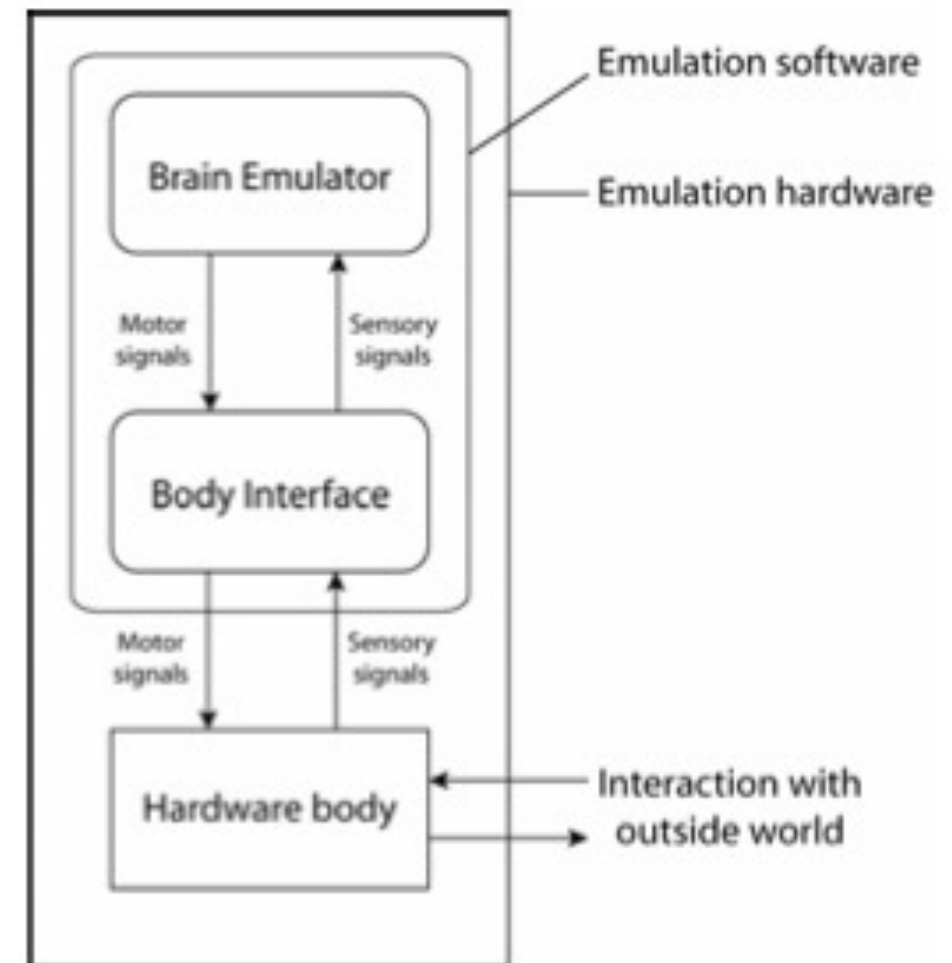 Emulation software
Brain Emulator
Emulation hardware
Motor
signals
Sensory
signals
Body Interface
Motor
signals
Sensory
signals
Hardware body
Interaction with
outside world